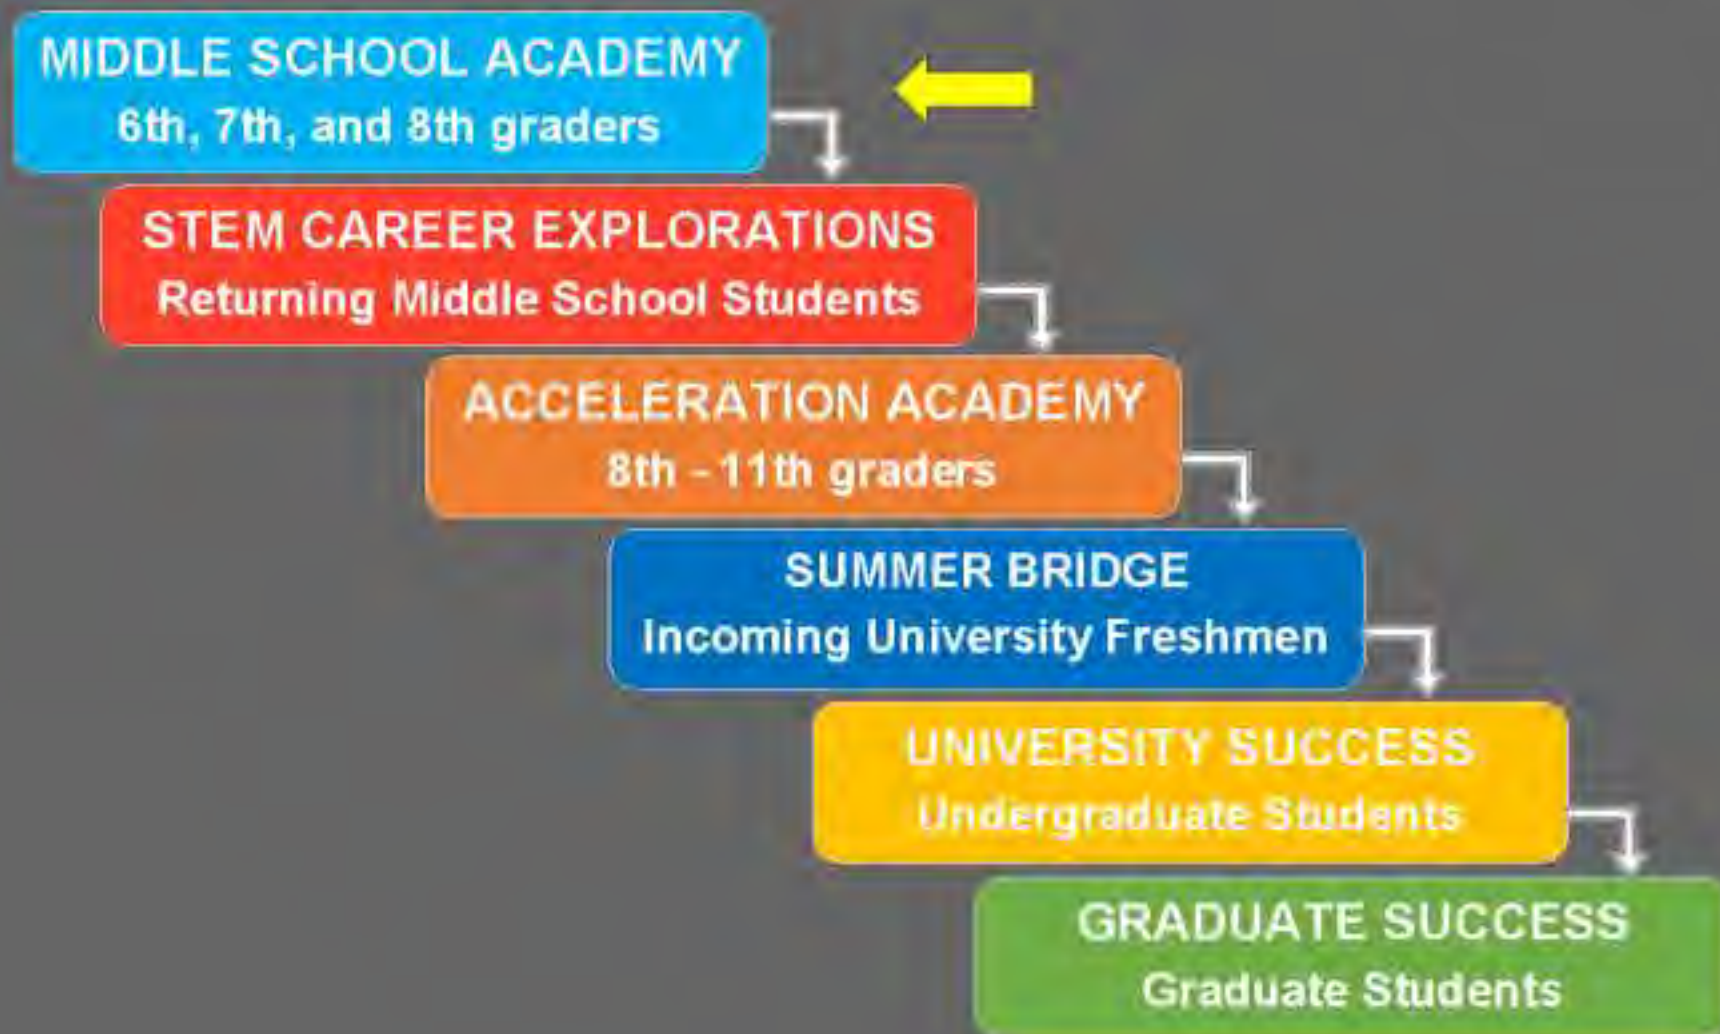 MIDDLE SCHOOL ACADEMY
6th, 7th, and 8th graders
STEM CAREER EXPLORATIONS
Returning Middle School Students
ACCELERATION ACADEMY
8th - 11th graders
SUMMER BRIDGE
Incoming University Freshmen
UNIVERSITY SUCCESS
Undergraduate Students
GRADUATE SUCCESS
Graduate Students